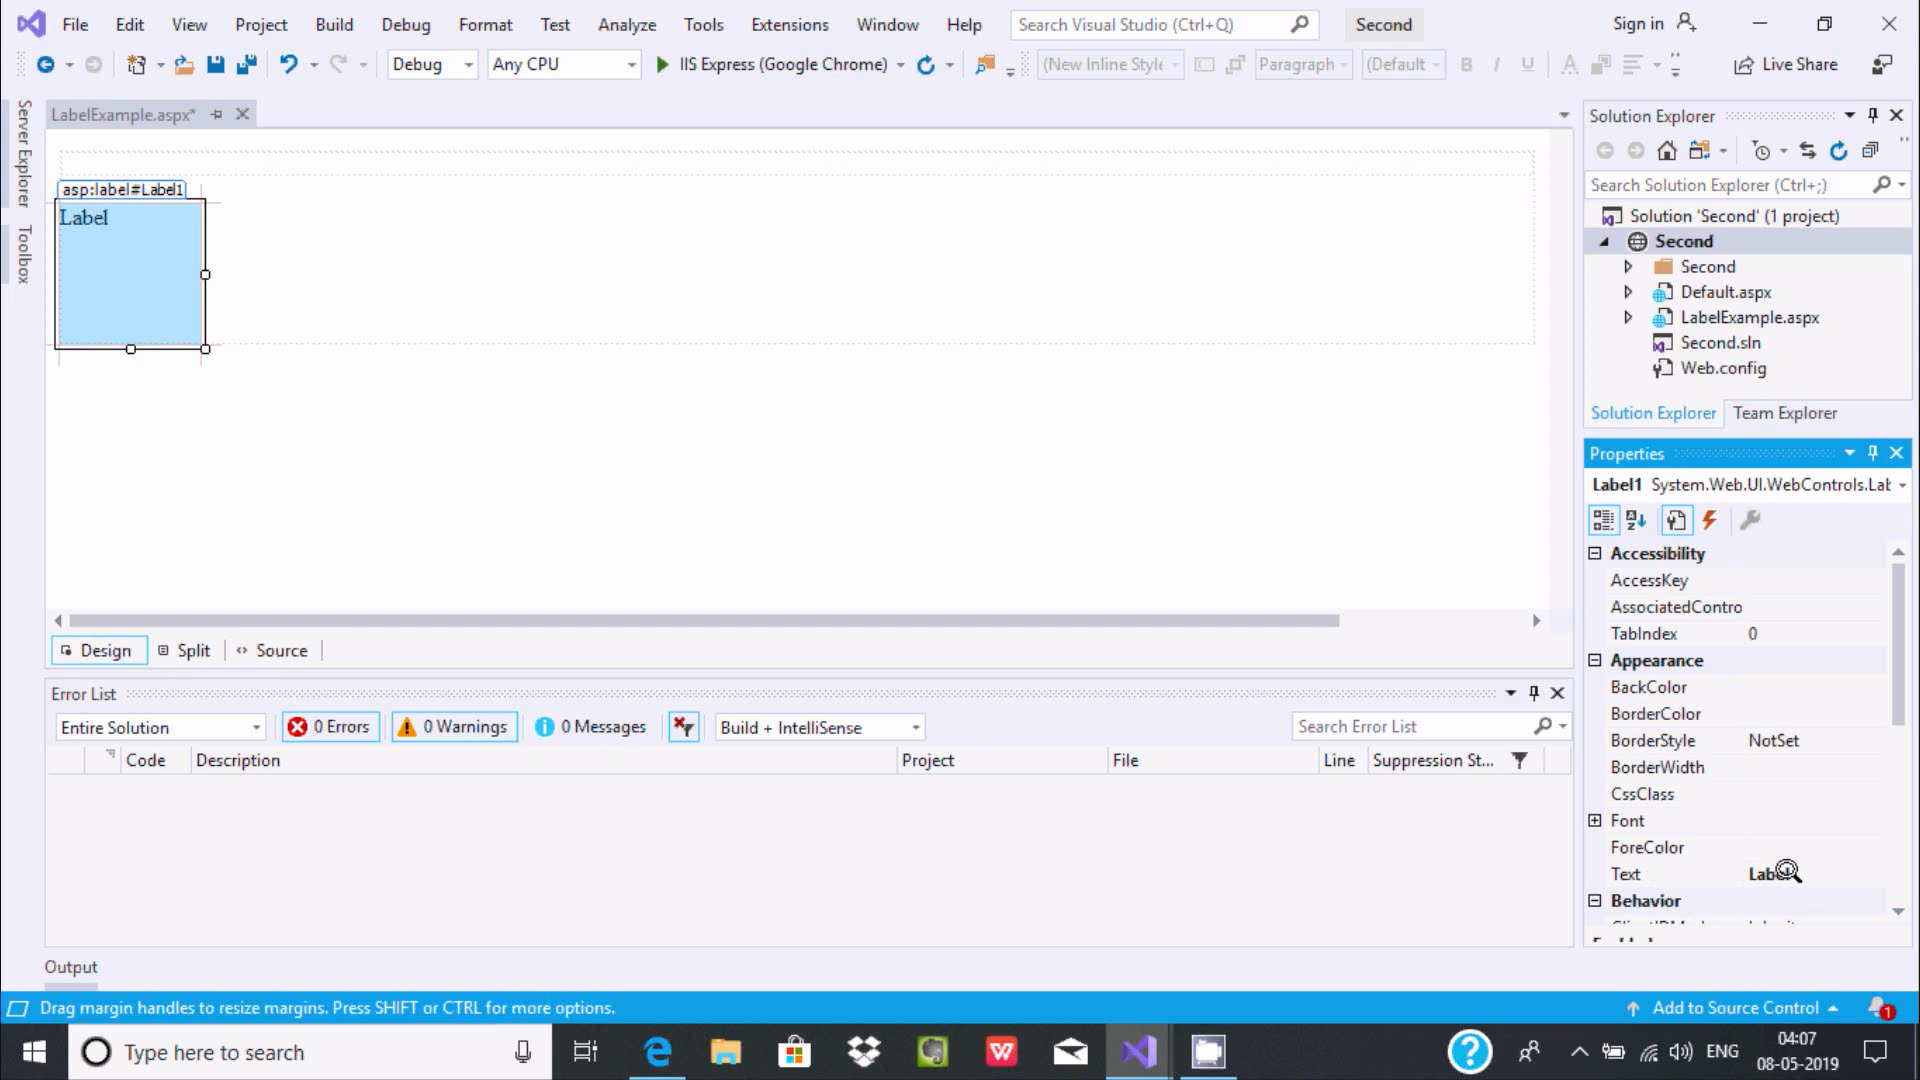 File Edit View Project Build Debug Format Test Analyze Tools Extensions Window Help Search Visual Studio (Ctrl+Q) Second Sign in
Debug Any CPU IIS Express (Google Chrome) (New Inline Style Paragraph (Default B I U A Live Share
Server Explorer
Toolbox
LabelExample.aspx*
asp:label#Label1
Label
Design Split Source
Error List
Entire Solution 0 Errors 0 Warnings 0 Messages Build + IntelliSense Search Error List
Code Description Project File Line Suppression St...
Output
Solution Explorer
Search Solution Explorer (Ctrl+;)
Solution 'Second' (1 project)
Second
Second
Default.aspx
LabelExample.aspx
Second.sln
Web.config
Solution Explorer Team Explorer
Properties
Label1 System.Web.UI.WebControls.Lab
Accessibility
AccessKey
AssociatedContro
TabIndex 0
Appearance
BackColor
BorderColor
BorderStyle NotSet
BorderWidth
CssClass
Font
ForeColor
Text Label
Behavior
Drag margin handles to resize margins. Press SHIFT or CTRL for more options. Add to Source Control 1
Type here to search ENG 04:07
08-05-2019